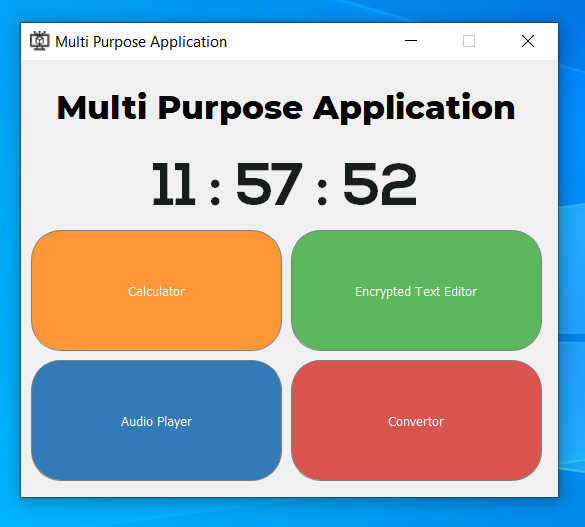 Multi Purpose Application
Multi Purpose Application
11 : 57 : 52
Calculator
Encrypted Text Editor
Audio Player
Convertor